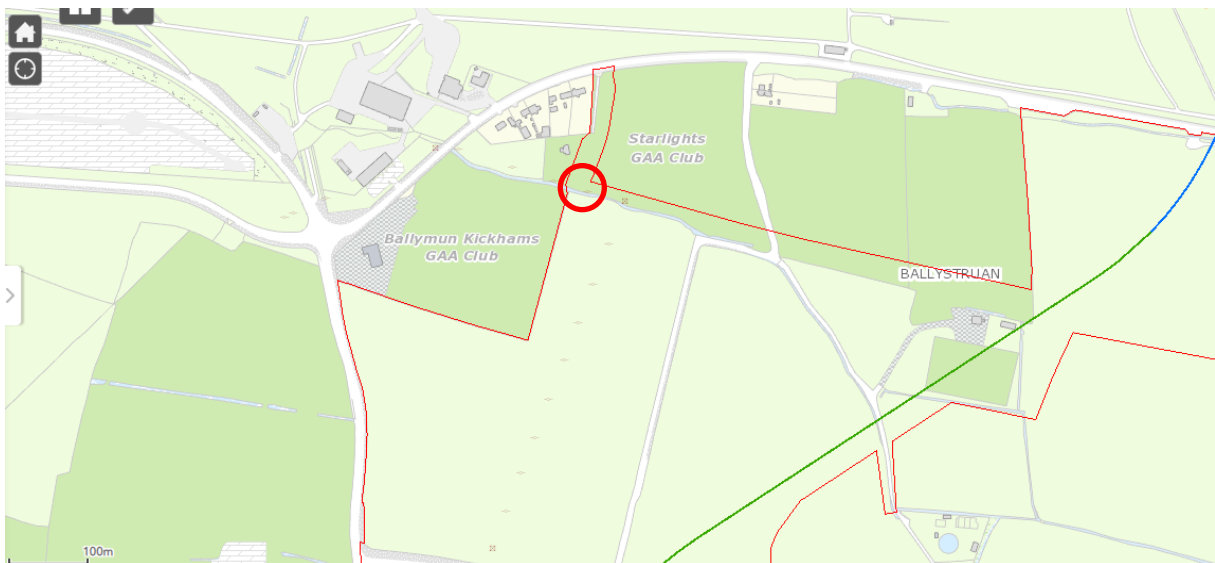 Starlights
GAA Club
Ballymun Kickhams
GAA Club
BALLYSTRUAN
100m